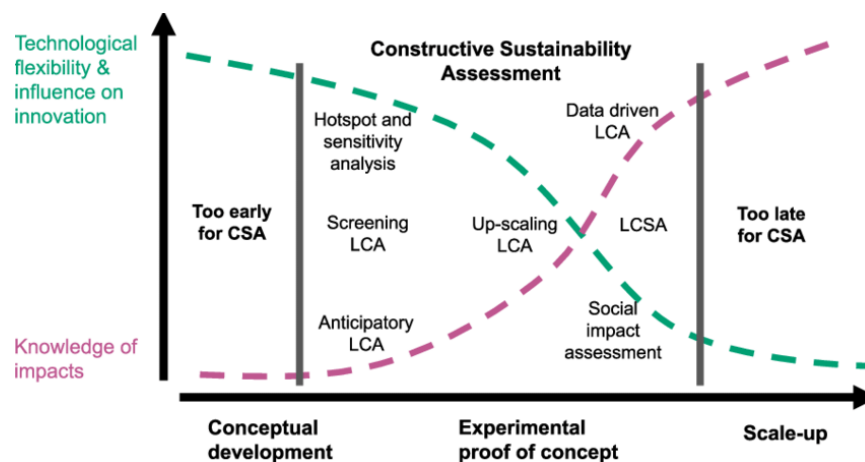 Technological
flexibility &
influence on
innovation
Constructive Sustainability
Assessment
Hotspot and
sensitivity
analysis
Data driven
LCA
Too early
for CSA
Screening
LCA
Up-scaling
LCA
LCSA
Too late
for CSA
Anticipatory
LCA
Social
impact
assessment
Knowledge of
impacts
Conceptual
development
Experimental
proof of concept
Scale-up